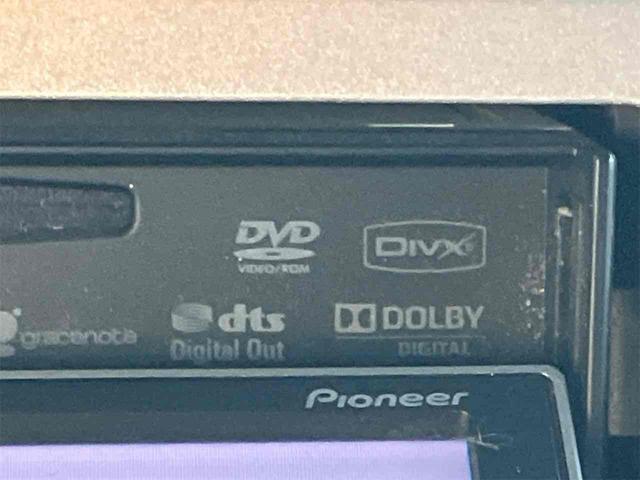 DVD
VIDEO/ROM
DIVX
gracenote
dts
Digital Out
DOLBY
DIGITAL
Pioneer